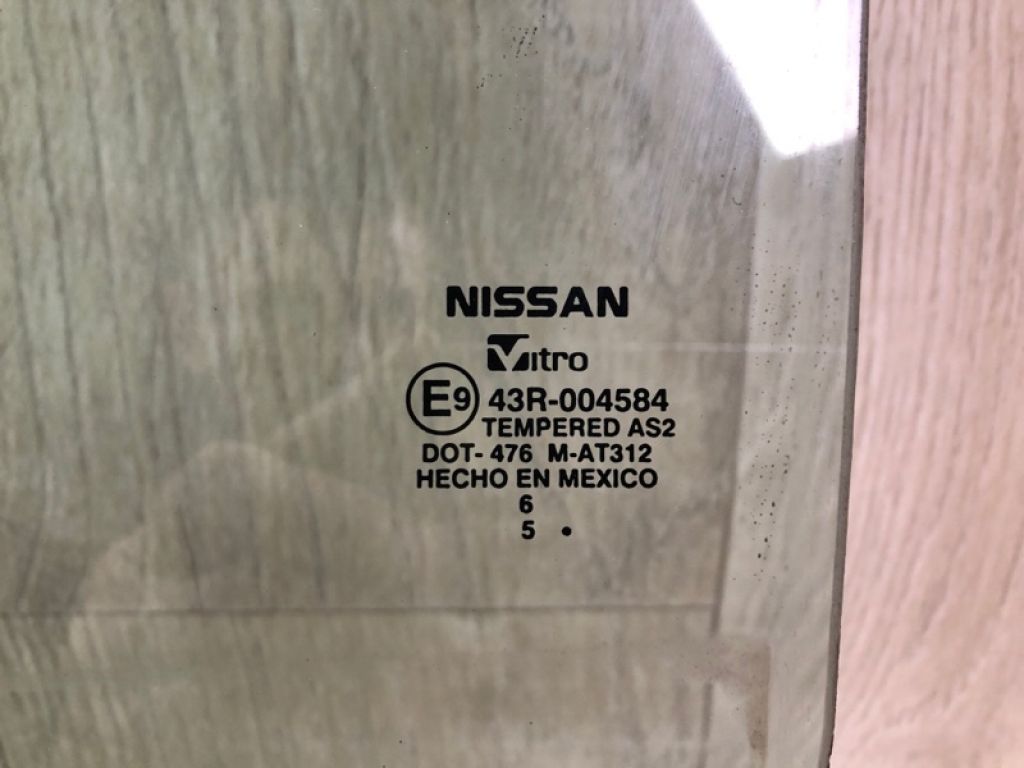 NISSAN
Vitro
E9 43R-004584
TEMPERED AS2
DOT- 476 M-AT312
HECHO EN MEXICO
6
5 •